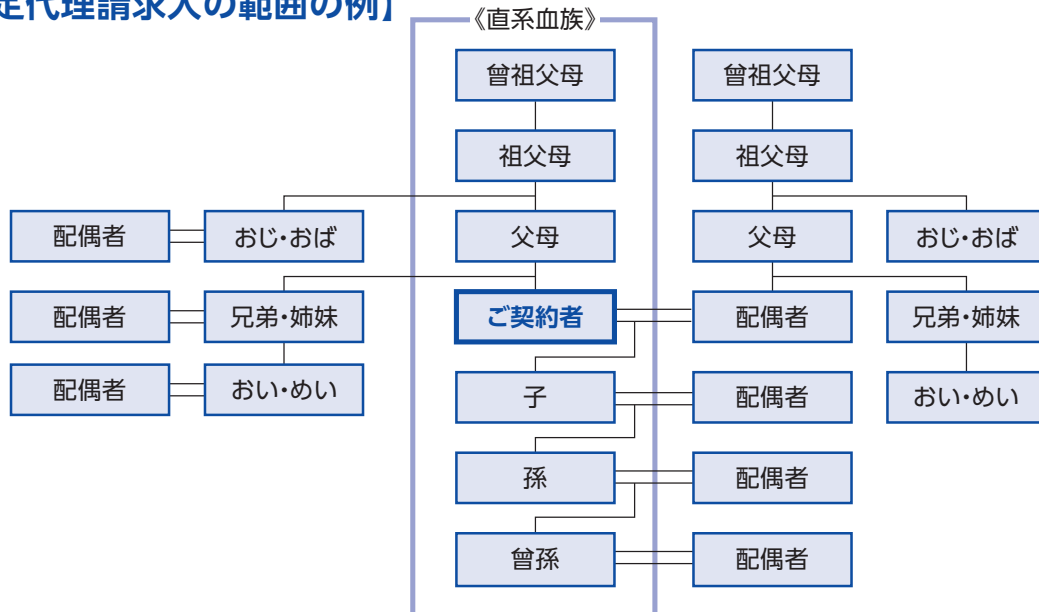 定代理請求人の範囲の例】
《直系血族》
曾祖父母 曾祖父母
祖父母 祖父母
配偶者 おじ・おば 父母 父母 おじ・おば
配偶者 兄弟・姉妹 ご契約者 配偶者 兄弟・姉妹
配偶者 おい・めい 子 配偶者 おい・めい
孫 配偶者
曾孫 配偶者